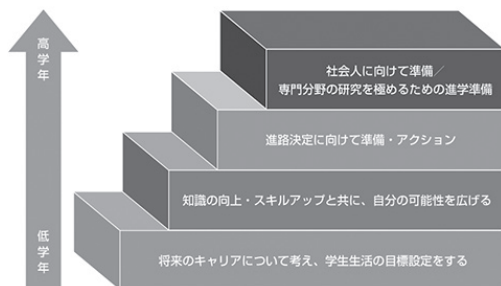 高学年
社会人に向けて準備／
専門分野の研究を極めるための進学準備
進路決定に向けて準備・アクション
知識の向上・スキルアップと共に、自分の可能性を広げる
将来のキャリアについて考え、学生生活の目標設定をする
低学年